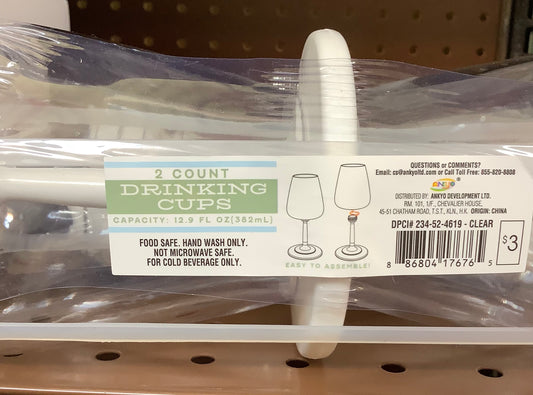 2 COUNT
DRINKING
CUPS
CAPACITY: 12.9 FL OZ(382mL)
FOOD SAFE. HAND WASH ONLY.
NOT MICROWAVE SAFE.
FOR COLD BEVERAGE ONLY.
EASY TO ASSEMBLE!
QUESTIONS or COMMENTS?
Email: cs@ankyoltd.com or Call Toll Free: 855-820-8808
ANKYO
DISTRIBUTED BY: ANKYO DEVELOPMENT LTD.
RM. 101, 1/F., CHEVALIER HOUSE,
45-51 CHATHAM ROAD, T.S.T., KLN., H.K. ORIGIN: CHINA
DPCI# 234-52-4619 - CLEAR
8 86804 17676 5
$3